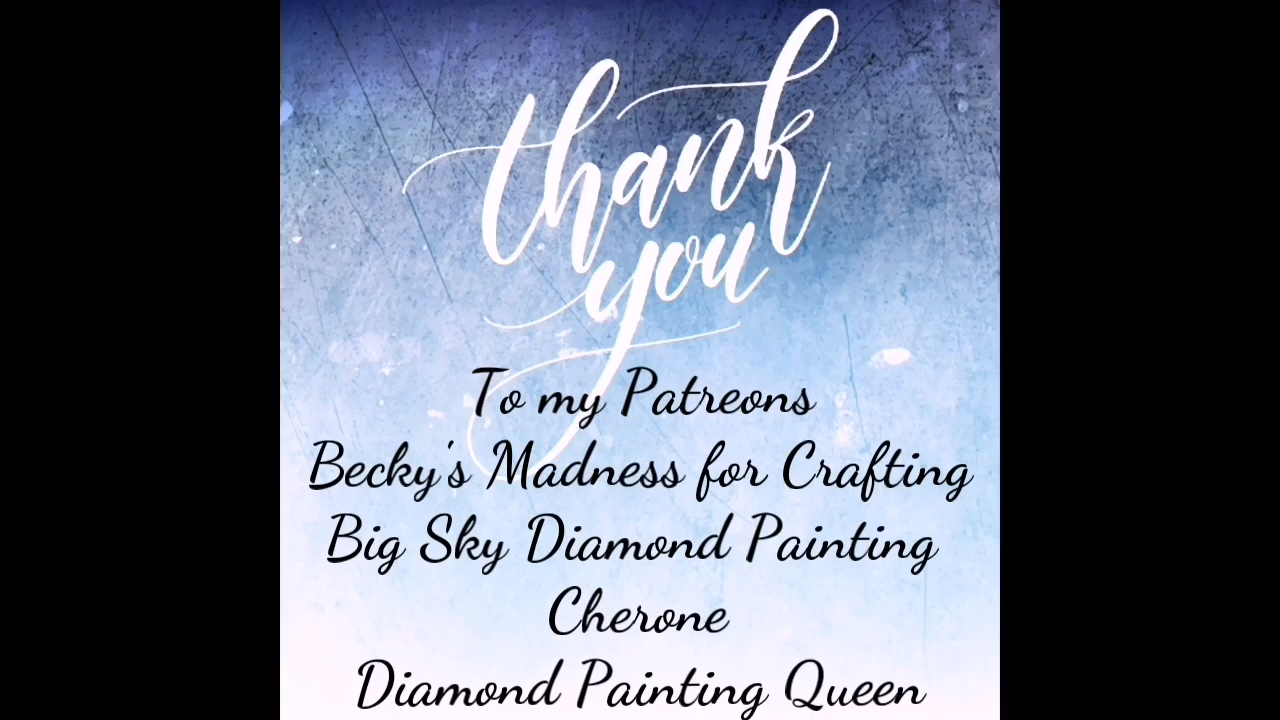 thank
you
To my Patreons
Becky's Madness for Crafting
Big Sky Diamond Painting
Cherone
Diamond Painting Queen